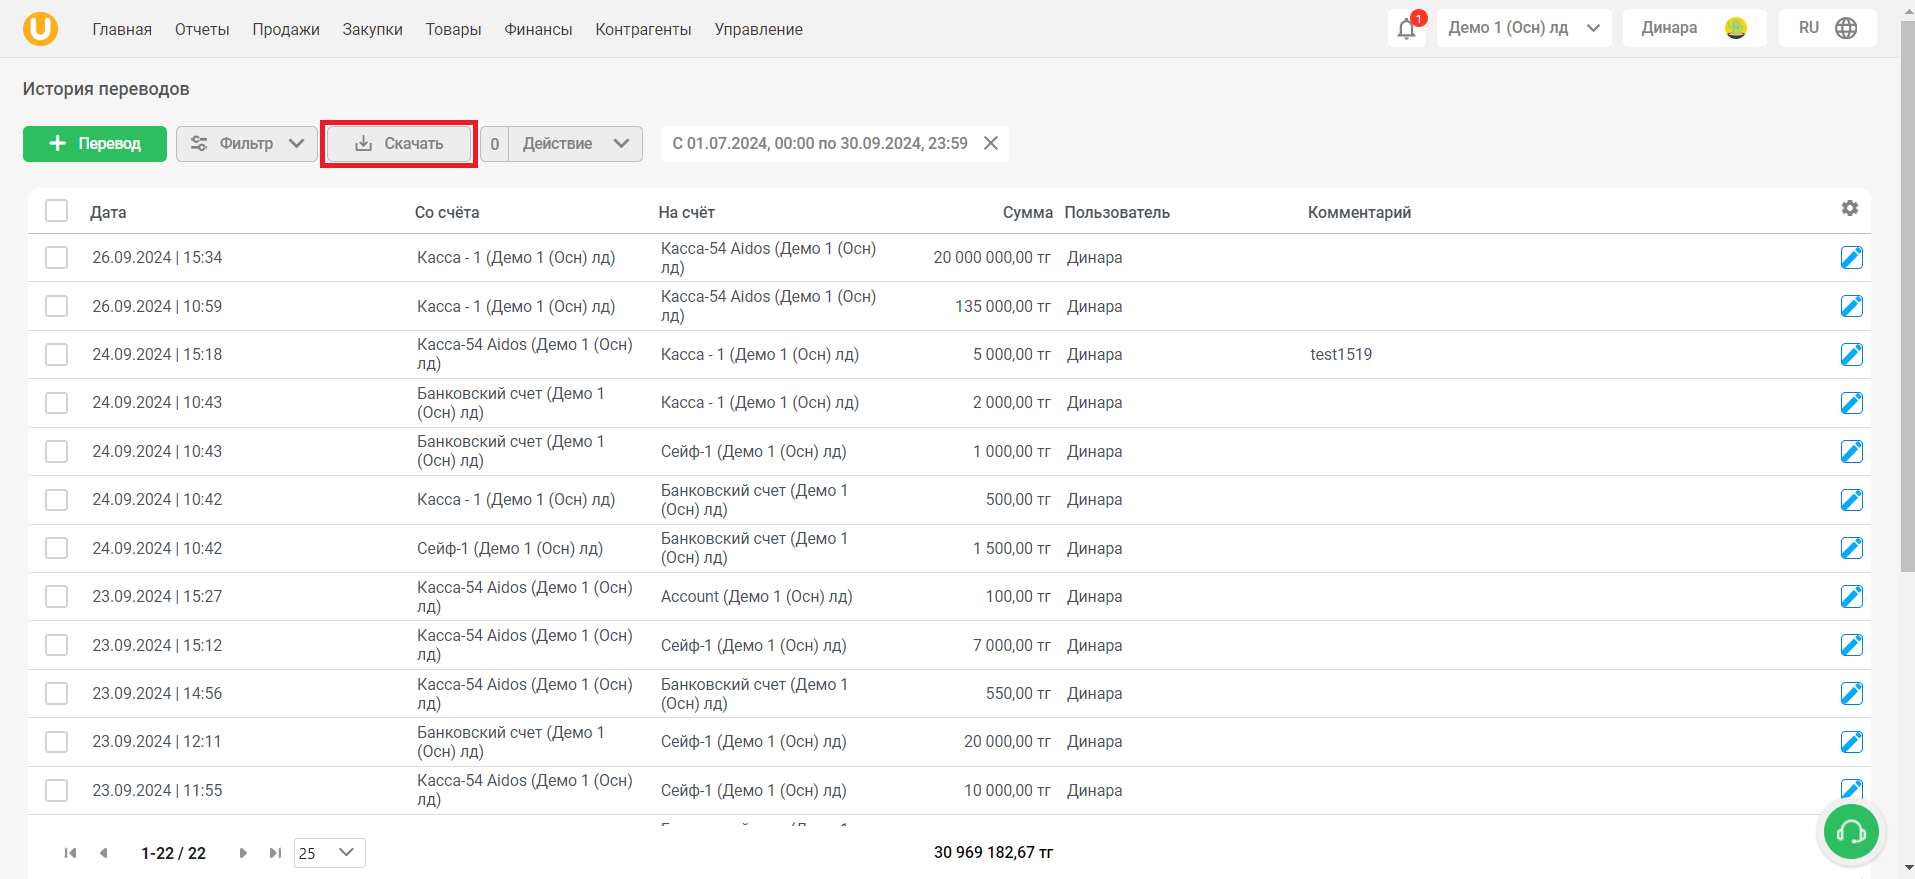 U Главная Отчеты Продажи Закупки Товары Финансы Контрагенты Управление 1 Демо 1 (Осн) лд Динара RU
История переводов
Перевод Фильтр Скачать 0 Действие С 01.07.2024, 00:00 по 30.09.2024, 23:59
Дата Со счёта На счёт Сумма Пользователь Комментарий
26.09.2024 | 15:34 Касса - 1 (Демо 1 (Осн) лд) Касса-54 Aidos (Демо 1 (Осн)
лд) 20 000 000,00 тг Динара
26.09.2024 | 10:59 Касса - 1 (Демо 1 (Осн) лд) Касса-54 Aidos (Демо 1 (Осн)
лд) 135 000,00 тг Динара
24.09.2024 | 15:18 Касса-54 Aidos (Демо 1 (Осн)
лд) Касса - 1 (Демо 1 (Осн) лд) 5 000,00 тг Динара test1519
24.09.2024 | 10:43 Банковский счет (Демо 1
(Осн) лд) Касса - 1 (Демо 1 (Осн) лд) 2 000,00 тг Динара
24.09.2024 | 10:43 Банковский счет (Демо 1
(Осн) лд) Сейф-1 (Демо 1 (Осн) лд) 1 000,00 тг Динара
24.09.2024 | 10:42 Касса - 1 (Демо 1 (Осн) лд) Банковский счет (Демо 1
(Осн) лд) 500,00 тг Динара
24.09.2024 | 10:42 Сейф-1 (Демо 1 (Осн) лд) Банковский счет (Демо 1
(Осн) лд) 1 500,00 тг Динара
23.09.2024 | 15:27 Касса-54 Aidos (Демо 1 (Осн)
лд) Account (Демо 1 (Осн) лд) 100,00 тг Динара
23.09.2024 | 15:12 Касса-54 Aidos (Демо 1 (Осн)
лд) Сейф-1 (Демо 1 (Осн) лд) 7 000,00 тг Динара
23.09.2024 | 14:56 Касса-54 Aidos (Демо 1 (Осн)
лд) Банковский счет (Демо 1
(Осн) лд) 550,00 тг Динара
23.09.2024 | 12:11 Банковский счет (Демо 1
(Осн) лд) Сейф-1 (Демо 1 (Осн) лд) 20 000,00 тг Динара
23.09.2024 | 11:55 Касса-54 Aidos (Демо 1 (Осн)
лд) Сейф-1 (Демо 1 (Осн) лд) 10 000,00 тг Динара
1-22 / 22 25 30 969 182,67 тг